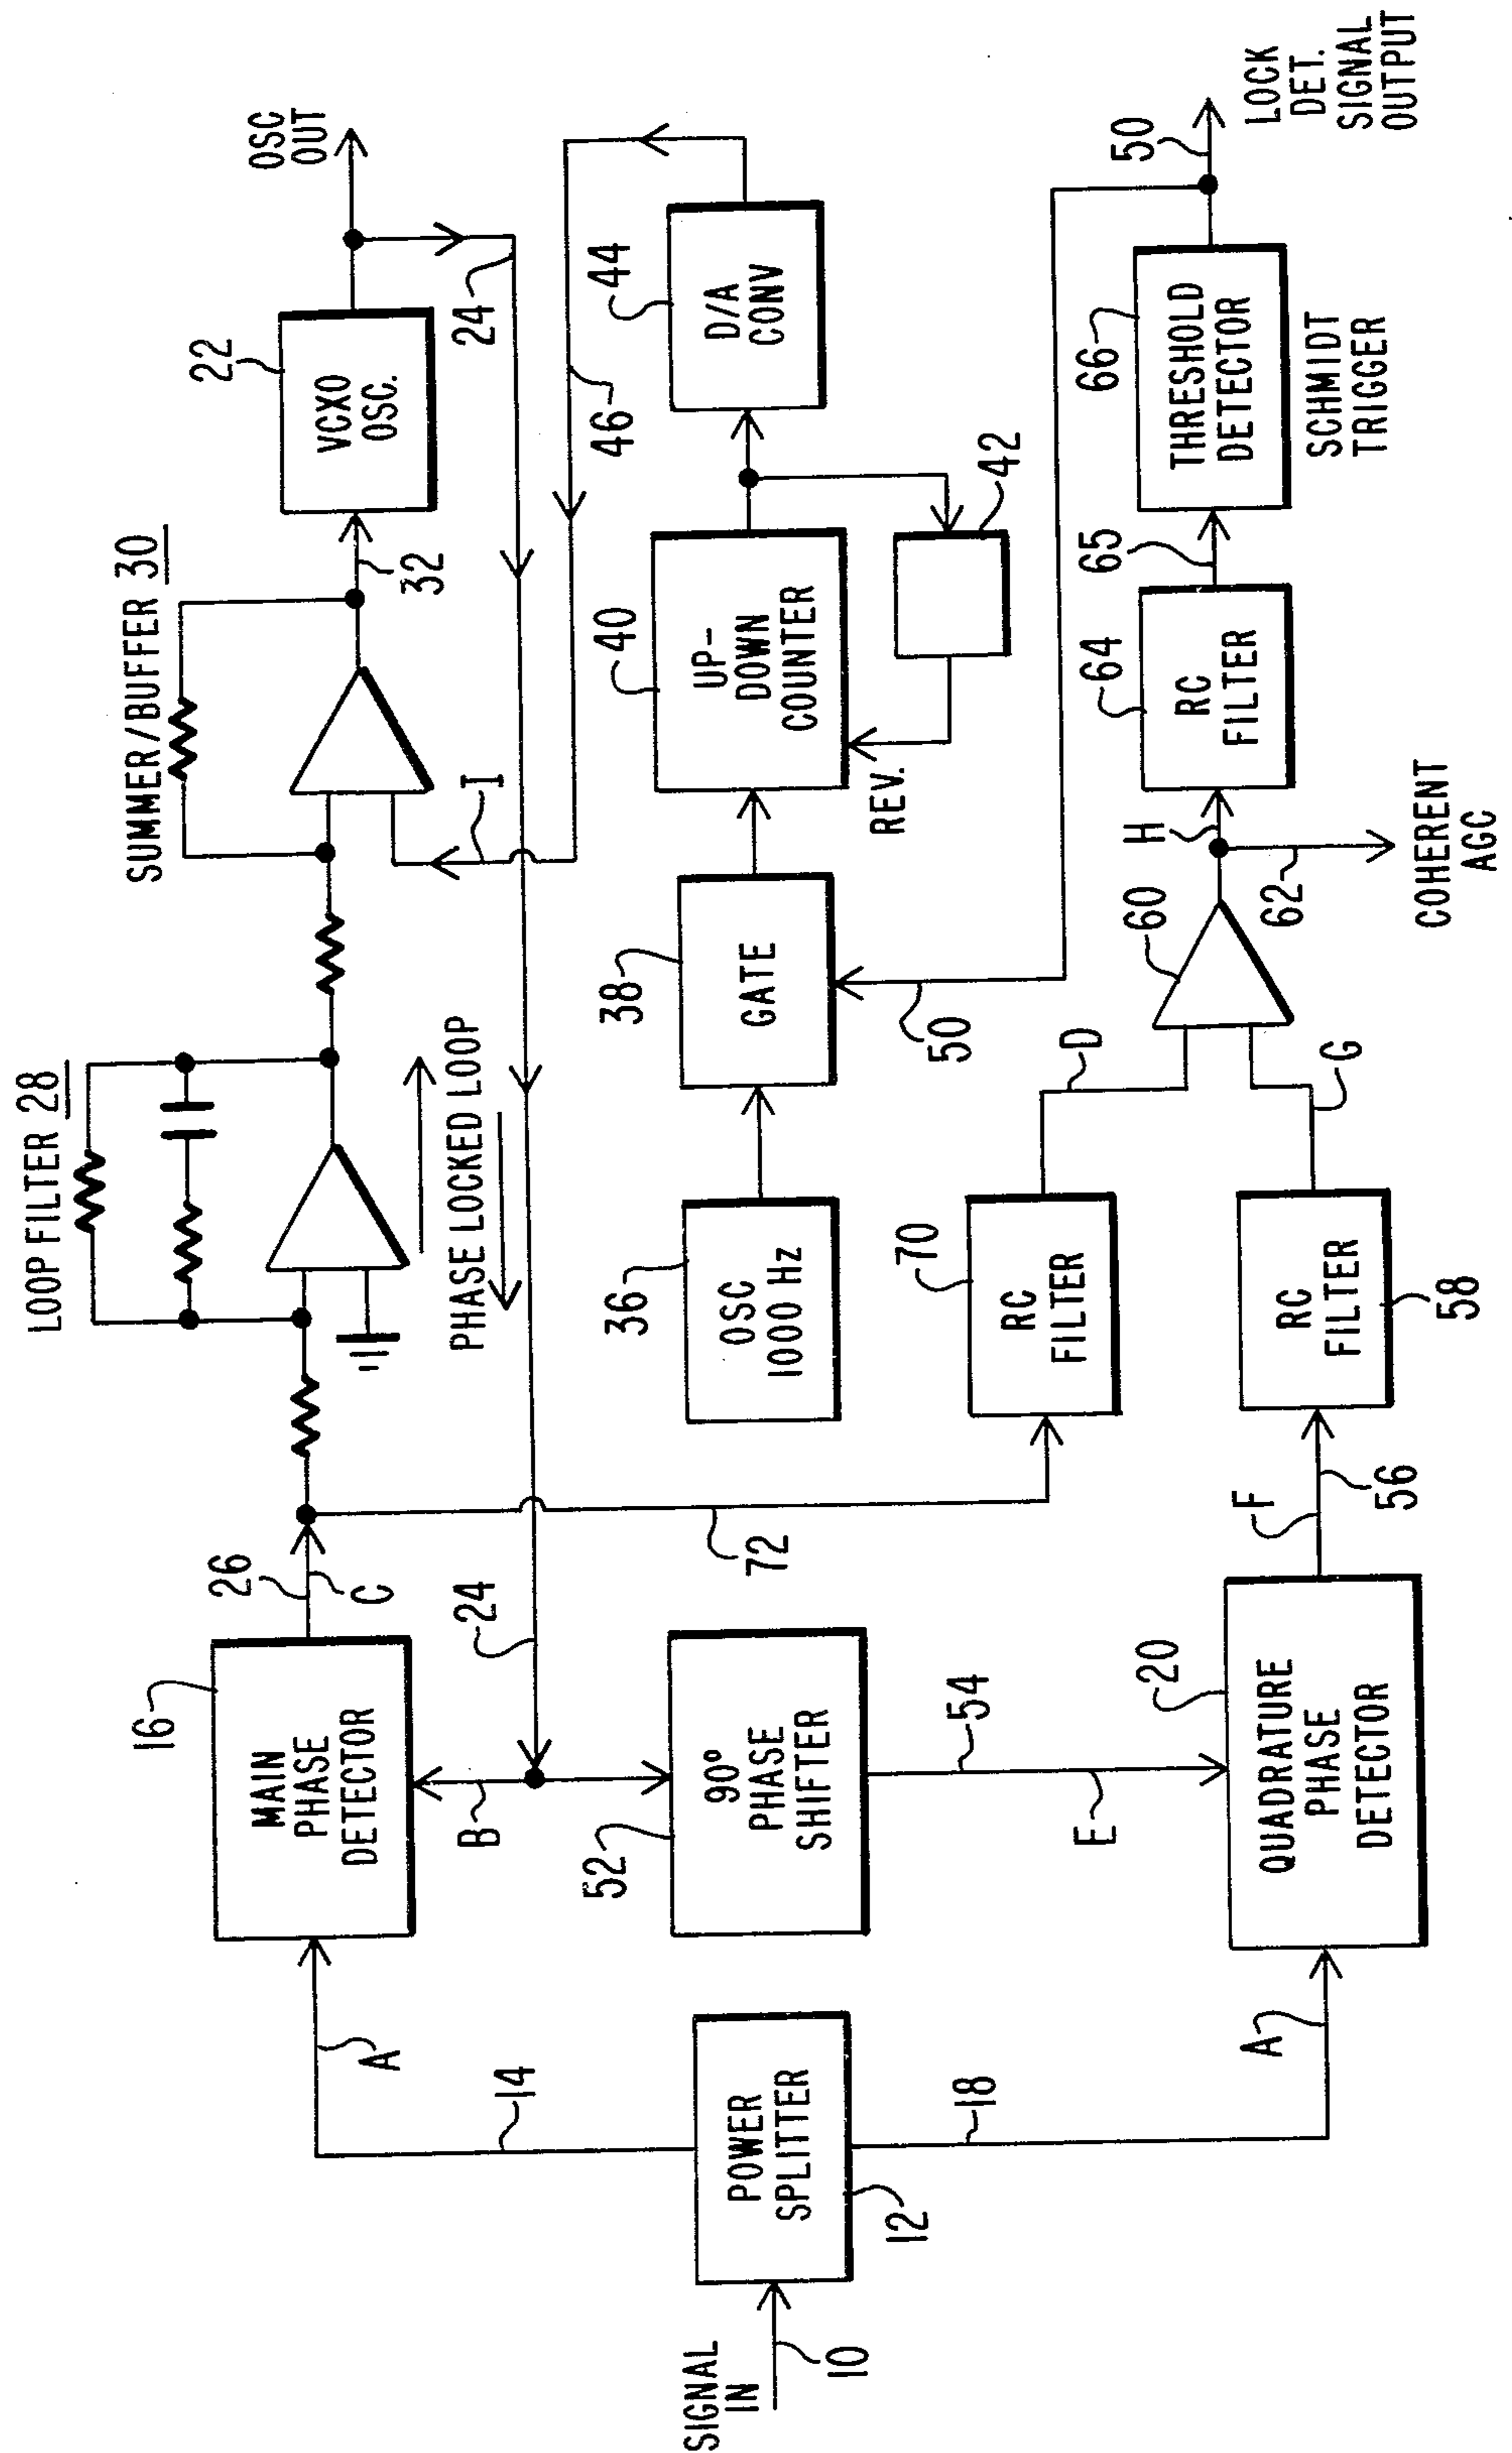 LOOP FILTER 28
SUMMER/BUFFER 30
OSC
OUT
22
VCXO
OSC.
32
24
16
MAIN
PHASE
DETECTOR
26
C
A
B
24
PHASE LOCKED LOOP
I
46
14
SIGNAL
IN
10
POWER
SPLITTER
12
18
52
90°
PHASE
SHIFTER
54
E
72
36
OSC
1000 Hz
38
GATE
50
40
UP-
DOWN
COUNTER
REV.
42
44
D/A
CONV
70
RC
FILTER
D
A
20
QUADRATURE
PHASE
DETECTOR
F
56
RC
FILTER
58
G
60
H
62
COHERENT
AGC
64
RC
FILTER
65
66
THRESHOLD
DETECTOR
SCHMIDT
TRIGGER
50
LOCK
DET.
SIGNAL
OUTPUT